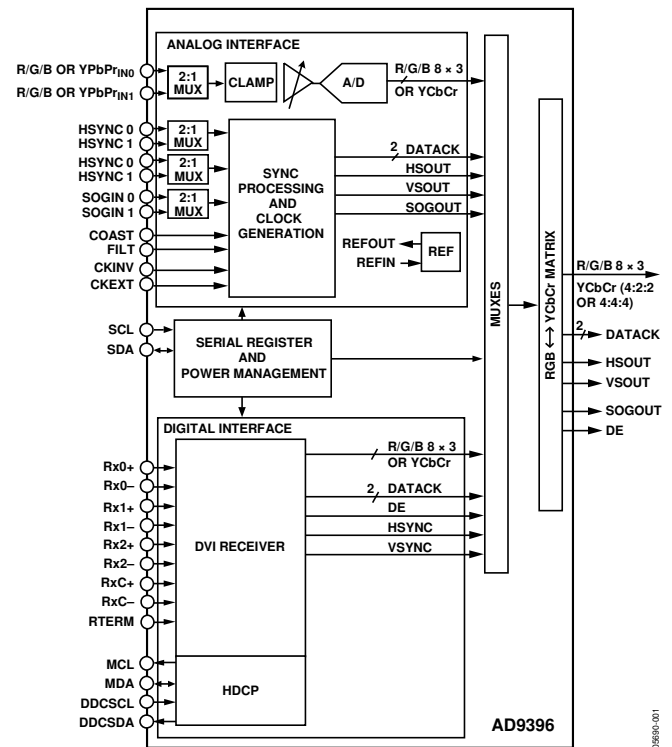 ANALOG INTERFACE
R/G/B OR YPbPrIN0
R/G/B OR YPbPrIN1
2:1
MUX
CLAMP
A/D
R/G/B 8 × 3
OR YCbCr
HSYNC 0
HSYNC 1
2:1
MUX
HSYNC 0
HSYNC 1
2:1
MUX
SOGIN 0
SOGIN 1
2:1
MUX
COAST
FILT
CKINV
CKEXT
SYNC
PROCESSING
AND
CLOCK
GENERATION
2
DATACK
HSOUT
VSOUT
SOGOUT
REFOUT
REFIN
REF
SCL
SDA
SERIAL REGISTER
AND
POWER MANAGEMENT
MUXES
RGB ↔ YCbCr MATRIX
R/G/B 8 × 3
YCbCr (4:2:2
OR 4:4:4)
2
DATACK
HSOUT
VSOUT
SOGOUT
DE
DIGITAL INTERFACE
Rx0+
Rx0–
Rx1+
Rx1–
Rx2+
Rx2–
RxC+
RxC–
RTERM
DVI RECEIVER
R/G/B 8 × 3
OR YCbCr
2
DATACK
DE
HSYNC
VSYNC
MCL
MDA
DDCSCL
DDCSDA
HDCP
AD9396